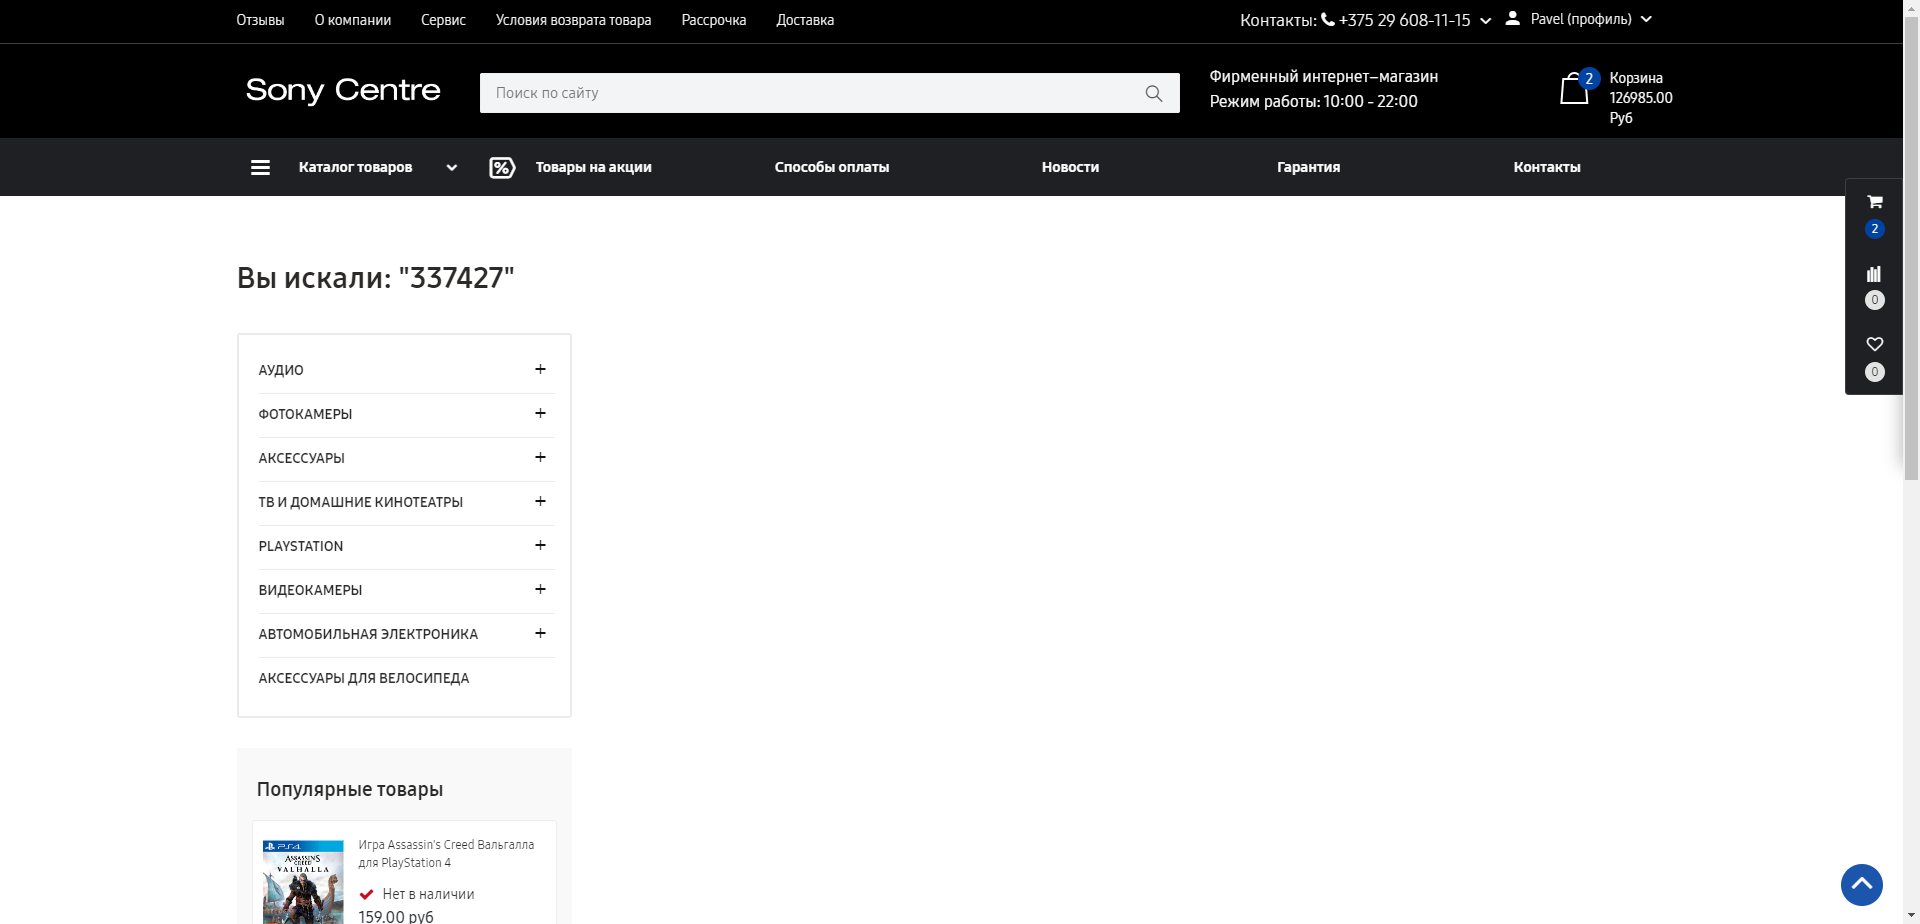 Отзывы О компании Сервис Условия возврата товара Рассрочка Доставка Контакты: +375 29 608-11-15 Pavel (профиль)
Sony Centre
Поиск по сайту
Фирменный интернет–магазин
Режим работы: 10:00 - 22:00
2
Корзина
126985.00
Руб
Каталог товаров % Товары на акции Способы оплаты Новости Гарантия Контакты
2
0
0
Вы искали: "337427"
АУДИО +
ФОТОКАМЕРЫ +
АКСЕССУАРЫ +
ТВ И ДОМАШНИЕ КИНОТЕАТРЫ +
PLAYSTATION +
ВИДЕОКАМЕРЫ +
АВТОМОБИЛЬНАЯ ЭЛЕКТРОНИКА +
АКСЕССУАРЫ ДЛЯ ВЕЛОСИПЕДА
Популярные товары
PS4
ASSASSIN'S
CREED
VALHALLA
Игра Assassin's Creed Вальгалла
для PlayStation 4
Нет в наличии
159.00 руб